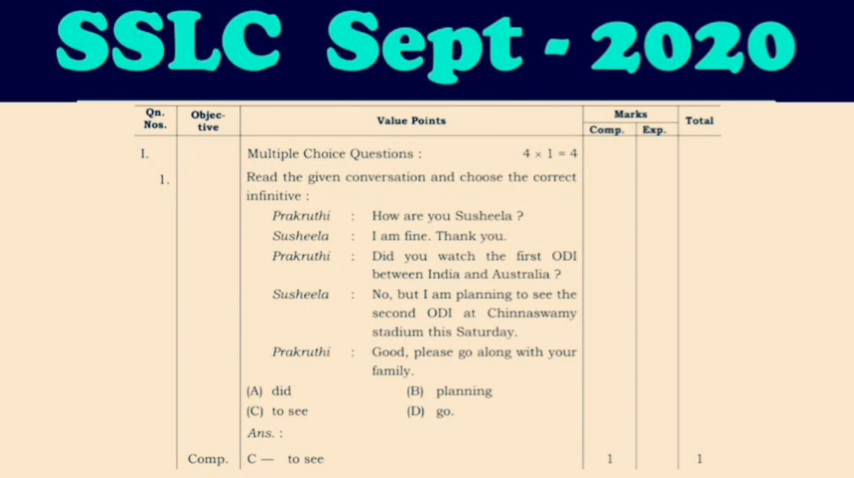 SSLC Sept - 2020
Qn. Nos. Objec-tive Value Points Marks Total
Comp. Exp.
I. Multiple Choice Questions : 4 × 1 = 4
1. Read the given conversation and choose the correct
infinitive :
Prakruthi : How are you Susheela ?
Susheela : I am fine. Thank you.
Prakruthi : Did you watch the first ODI
between India and Australia ?
Susheela : No, but I am planning to see the
second ODI at Chinnaswamy
stadium this Saturday.
Prakruthi : Good, please go along with your
family.
(A) did (B) planning
(C) to see (D) go.
Ans. :
Comp. C — to see 1 1